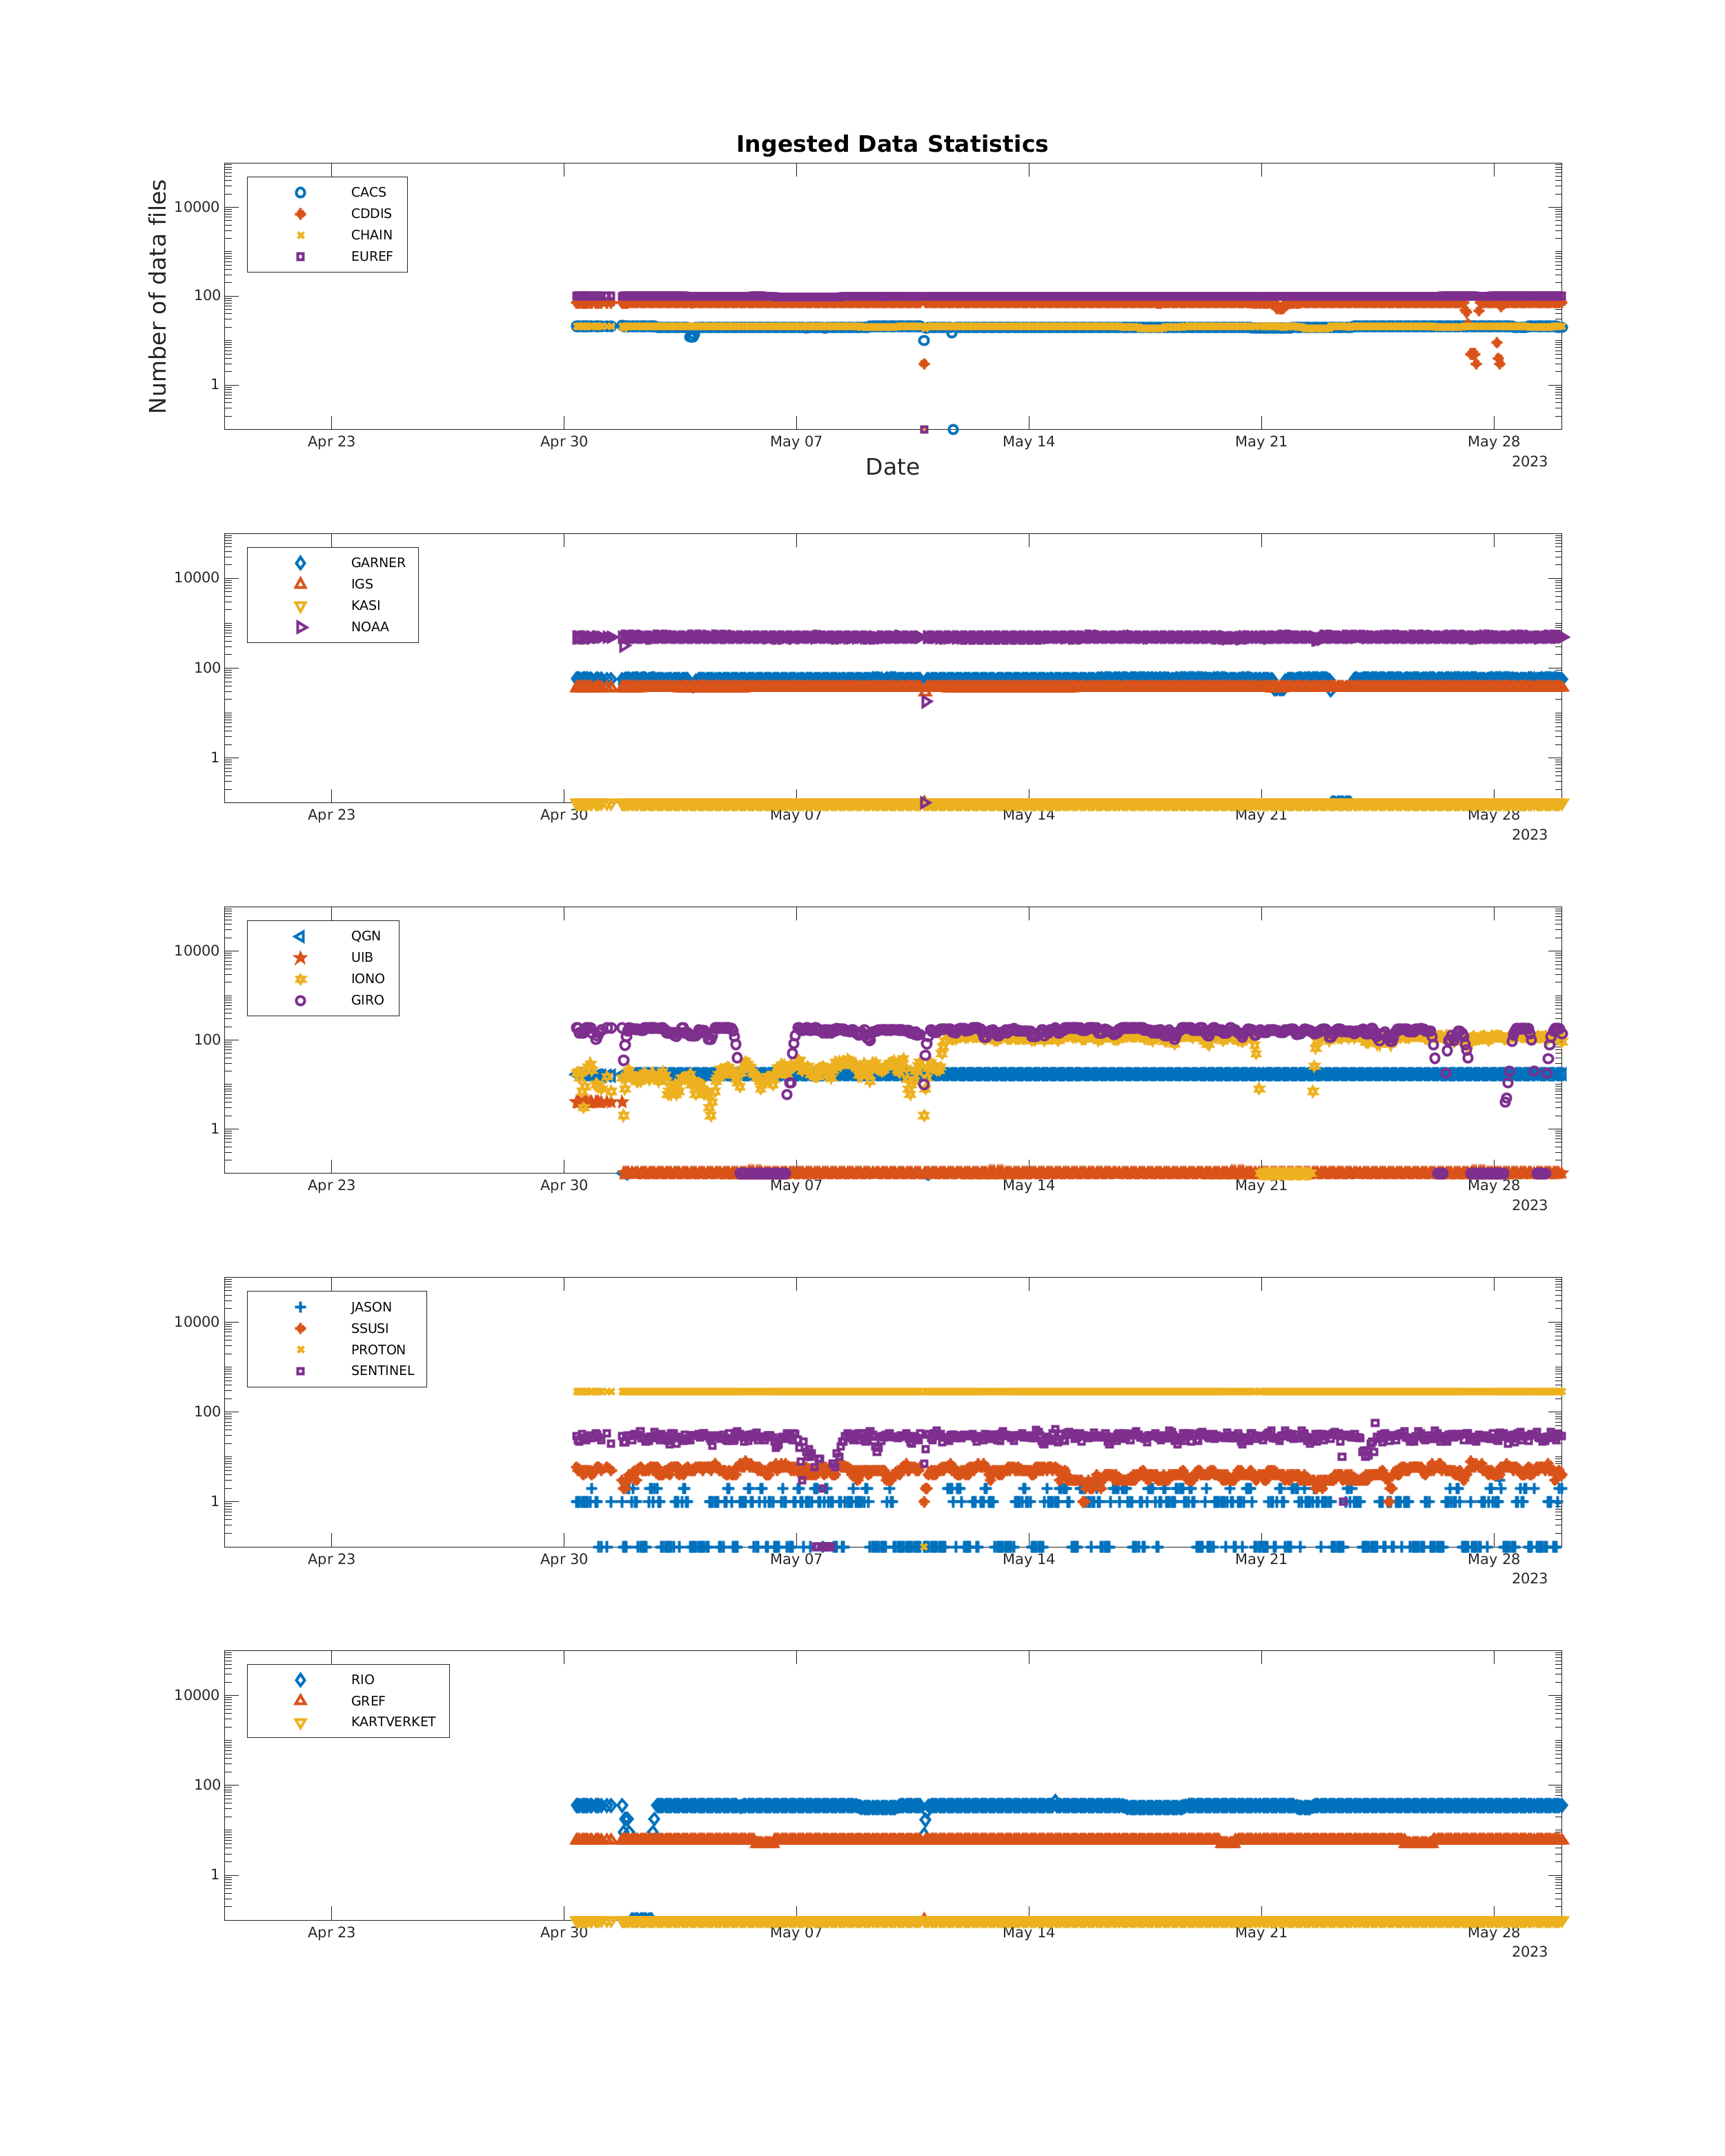 Ingested Data Statistics
Number of data files
CACS
CDDIS
CHAIN
EUREF
10000
100
1
Apr 23 Apr 30 May 07 May 14 May 21 May 28
2023
Date
GARNER
IGS
KASI
NOAA
10000
100
1
Apr 23 Apr 30 May 07 May 14 May 21 May 28
2023
QGN
UIB
IONO
GIRO
10000
100
1
Apr 23 Apr 30 May 07 May 14 May 21 May 28
2023
JASON
SSUSI
PROTON
SENTINEL
10000
100
1
Apr 23 Apr 30 May 07 May 14 May 21 May 28
2023
RIO
GREF
KARTVERKET
10000
100
1
Apr 23 Apr 30 May 07 May 14 May 21 May 28
2023